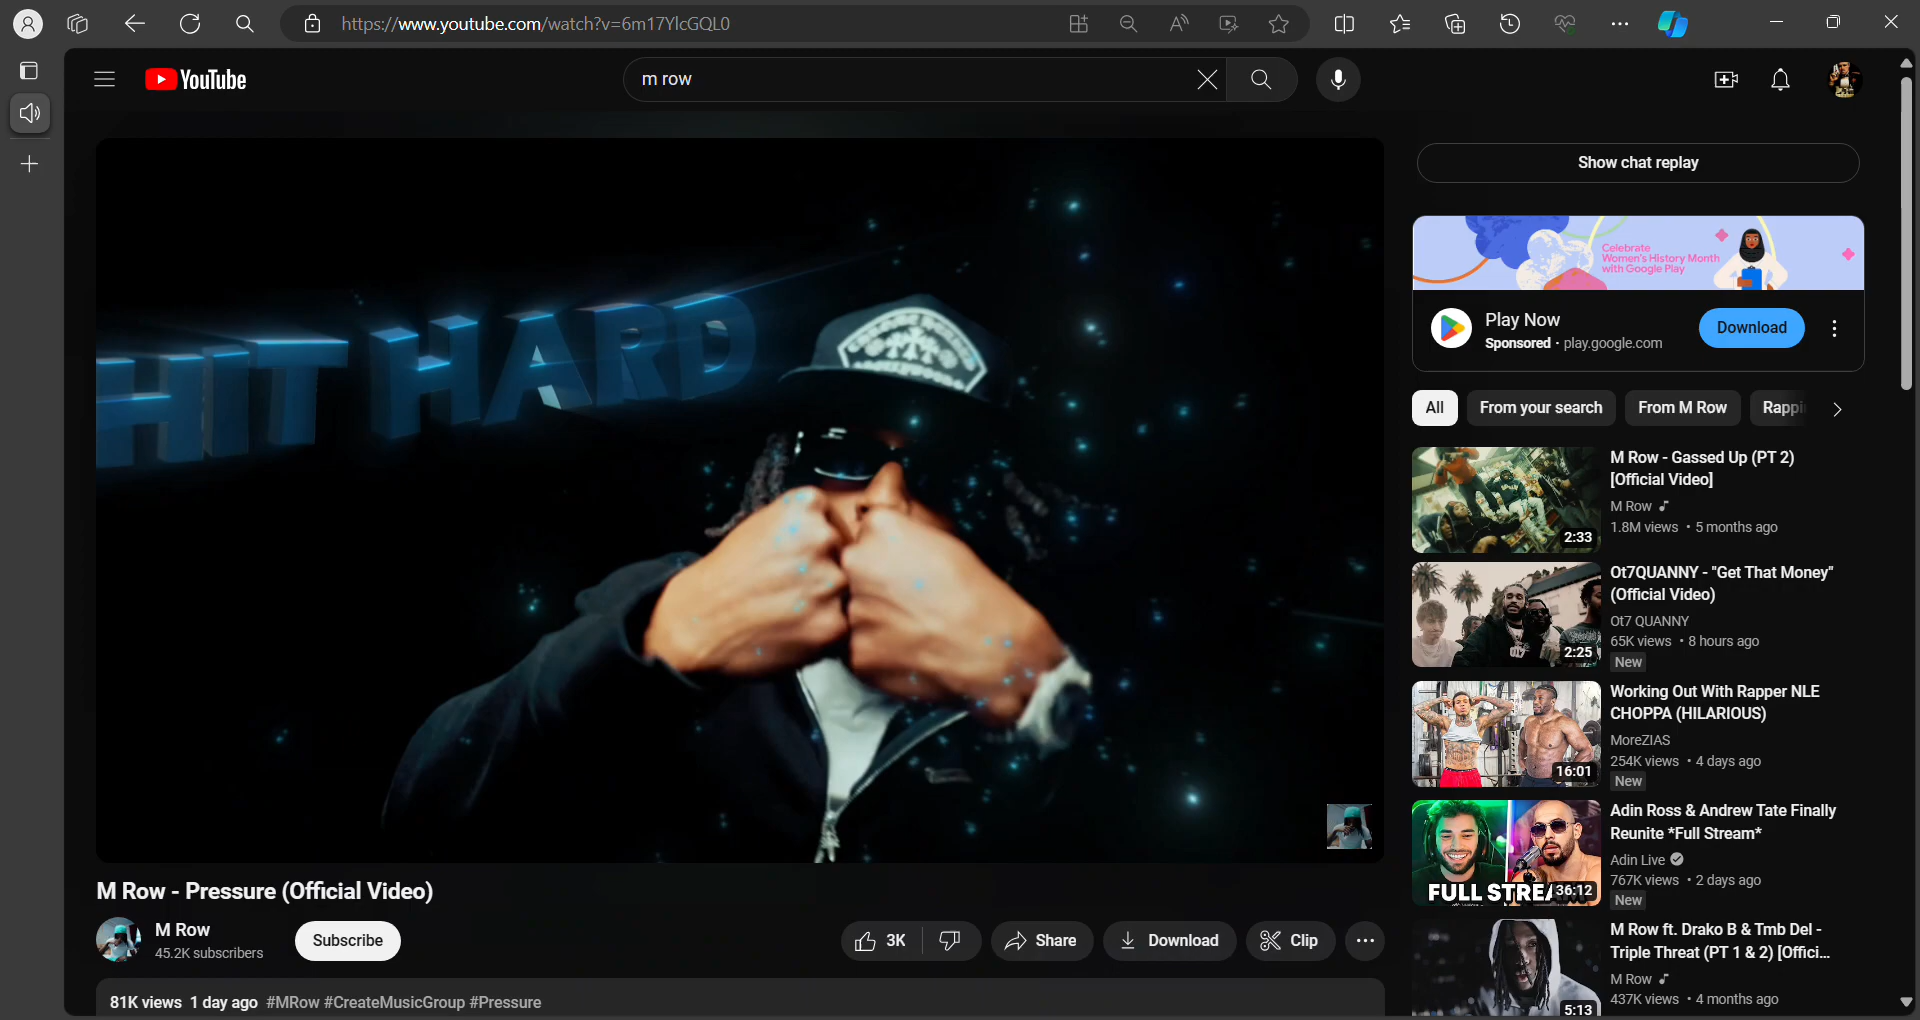 https://www.youtube.com/watch?v=6m17YlcGQL0
YouTube
m row
HIT HARD
Show chat replay
Celebrate
Women's History Month
with Google Play
Play Now
Sponsored · play.google.com
Download
All
From your search
From M Row
Rappi
M Row - Gassed Up (PT 2)
[Official Video]
M Row
1.8M views • 5 months ago
2:33
Ot7QUANNY - "Get That Money"
(Official Video)
Ot7 QUANNY
65K views • 8 hours ago
New
2:25
Working Out With Rapper NLE
CHOPPA (HILARIOUS)
MoreZIAS
254K views • 4 days ago
New
16:01
Adin Ross & Andrew Tate Finally
Reunite *Full Stream*
Adin Live
767K views • 2 days ago
New
FULL STREA
36:12
M Row ft. Drako B & Tmb Del -
Triple Threat (PT 1 & 2) [Offici...
M Row
437K views • 4 months ago
5:13
M Row - Pressure (Official Video)
M Row
45.2K subscribers
Subscribe
3K
Share
Download
Clip
81K views 1 day ago #MRow #CreateMusicGroup #Pressure